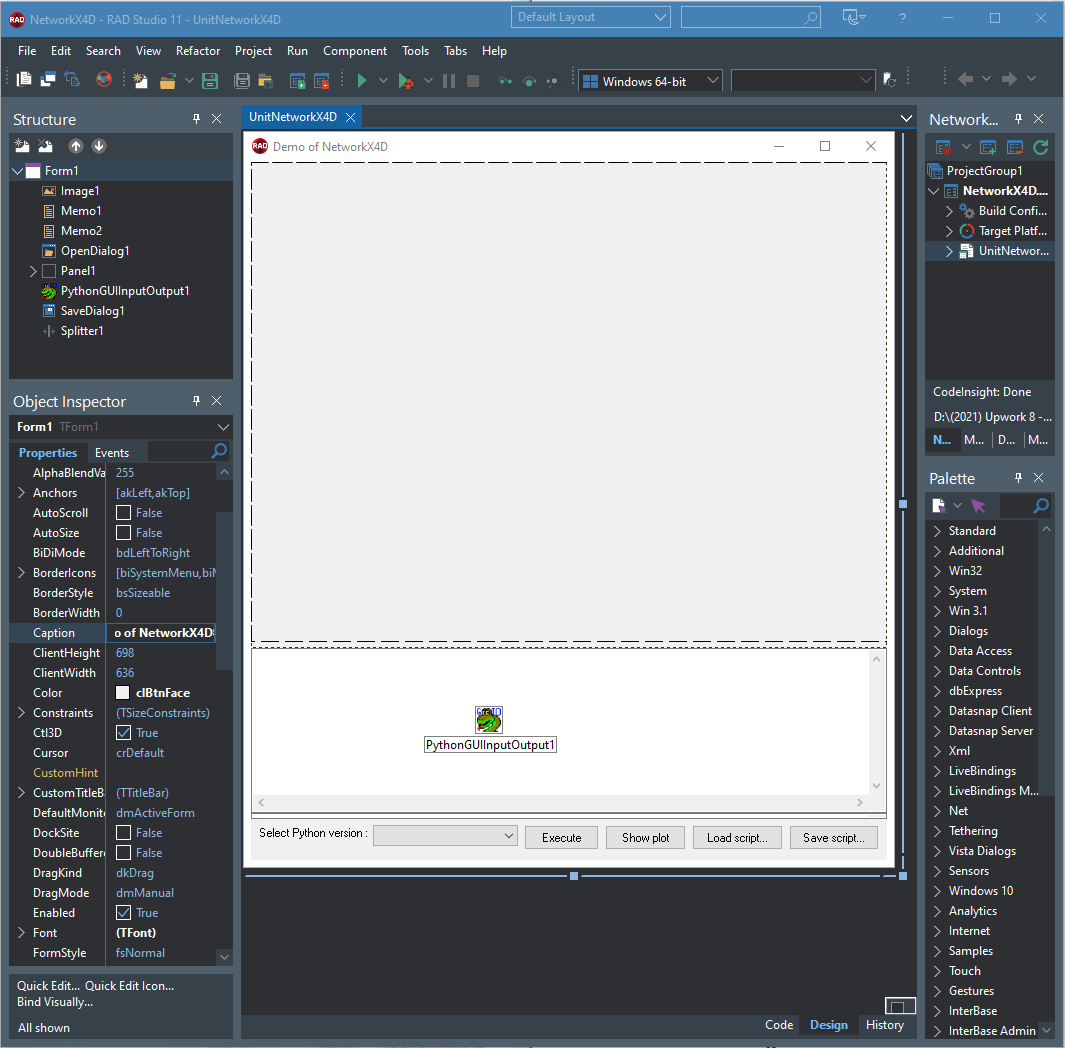 NetworkX4D - RAD Studio 11 - UnitNetworkX4D
Default Layout
?
File Edit Search View Refactor Project Run Component Tools Tabs Help
Windows 64-bit
Structure
Form1
Image1
Memo1
Memo2
OpenDialog1
Panel1
PythonGUIInputOutput1
SaveDialog1
Splitter1
Object Inspector
Form1 TForm1
Properties Events
AlphaBlendVa 255
Anchors [akLeft,akTop]
AutoScroll False
AutoSize False
BiDiMode bdLeftToRight
BorderIcons [biSystemMenu,biM
BorderStyle bsSizeable
BorderWidth 0
Caption o of NetworkX4D
ClientHeight 698
ClientWidth 636
Color clBtnFace
Constraints (TSizeConstraints)
Ctl3D True
Cursor crDefault
CustomHint
CustomTitleB (TTitleBar)
DefaultMonito dmActiveForm
DockSite False
DoubleBuffere False
DragKind dkDrag
DragMode dmManual
Enabled True
Font (TFont)
FormStyle fsNormal
Quick Edit... Quick Edit Icon...
Bind Visually...
All shown
UnitNetworkX4D
RAD Demo of NetworkX4D
PythonGUIInputOutput1
Select Python version :
Execute
Show plot
Load script...
Save script...
Code Design History
Network...
ProjectGroup1
NetworkX4D....
Build Confi...
Target Platf...
UnitNetwor...
CodeInsight: Done
D:\(2021) Upwork 8 -...
N... M... D... M...
Palette
Standard
Additional
Win32
System
Win 3.1
Dialogs
Data Access
Data Controls
dbExpress
Datasnap Client
Datasnap Server
Xml
LiveBindings
LiveBindings M...
Net
Tethering
Vista Dialogs
Sensors
Windows 10
Analytics
Internet
Samples
Touch
Gestures
InterBase
InterBase Admin